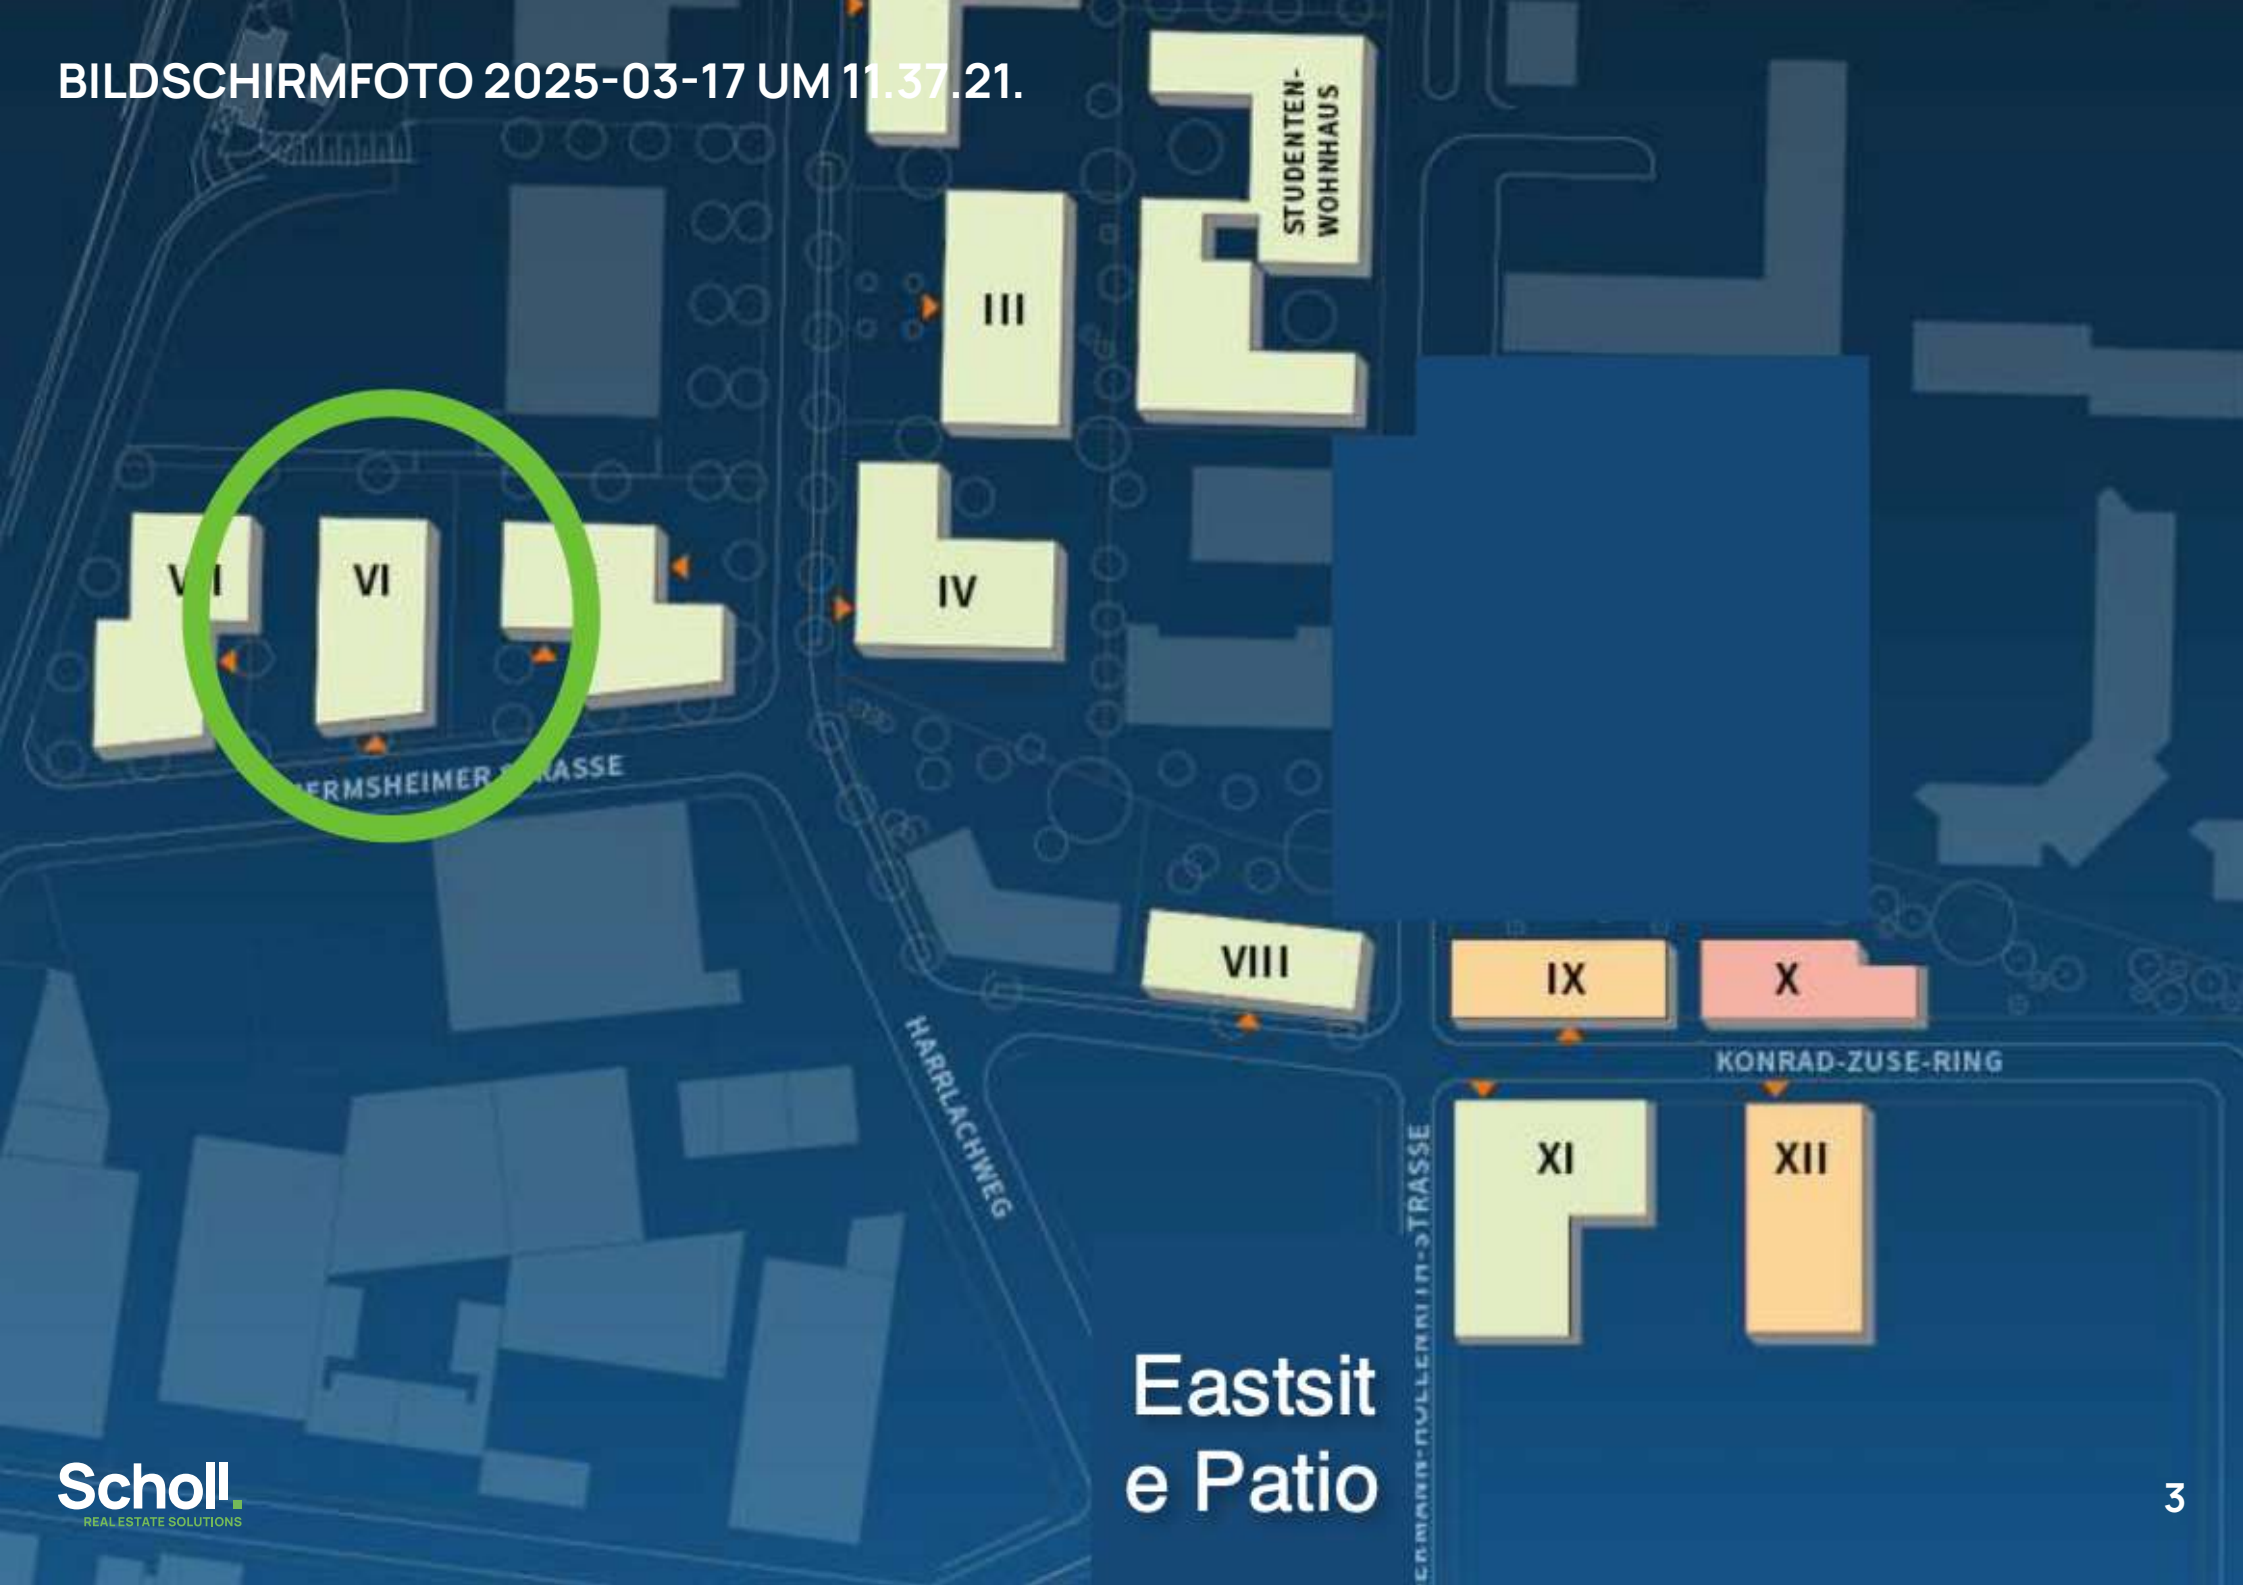 BILDSCHIRMFOTO 2025-03-17 UM 11.37.21.
STUDENTEN-
WOHNHAUS
III
IV
VI
VIII
IX
X
KONRAD-ZUSE-RING
HARRLACHWEG
XI
XII
Eastsit
e Patio
Scholl.
REAL ESTATE SOLUTIONS
3